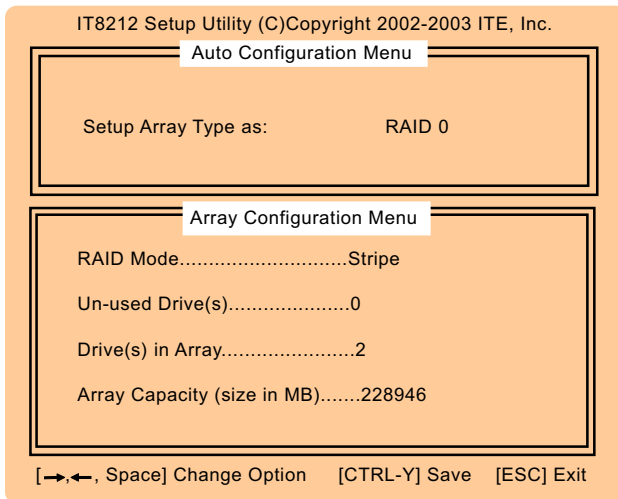 IT8212 Setup Utility (C)Copyright 2002-2003 ITE, Inc.
Auto Configuration Menu
Setup Array Type as: RAID 0
Array Configuration Menu
RAID Mode.............................Stripe
Un-used Drive(s).....................0
Drive(s) in Array.......................2
Array Capacity (size in MB).......228946
[→,←, Space] Change Option [CTRL-Y] Save [ESC] Exit